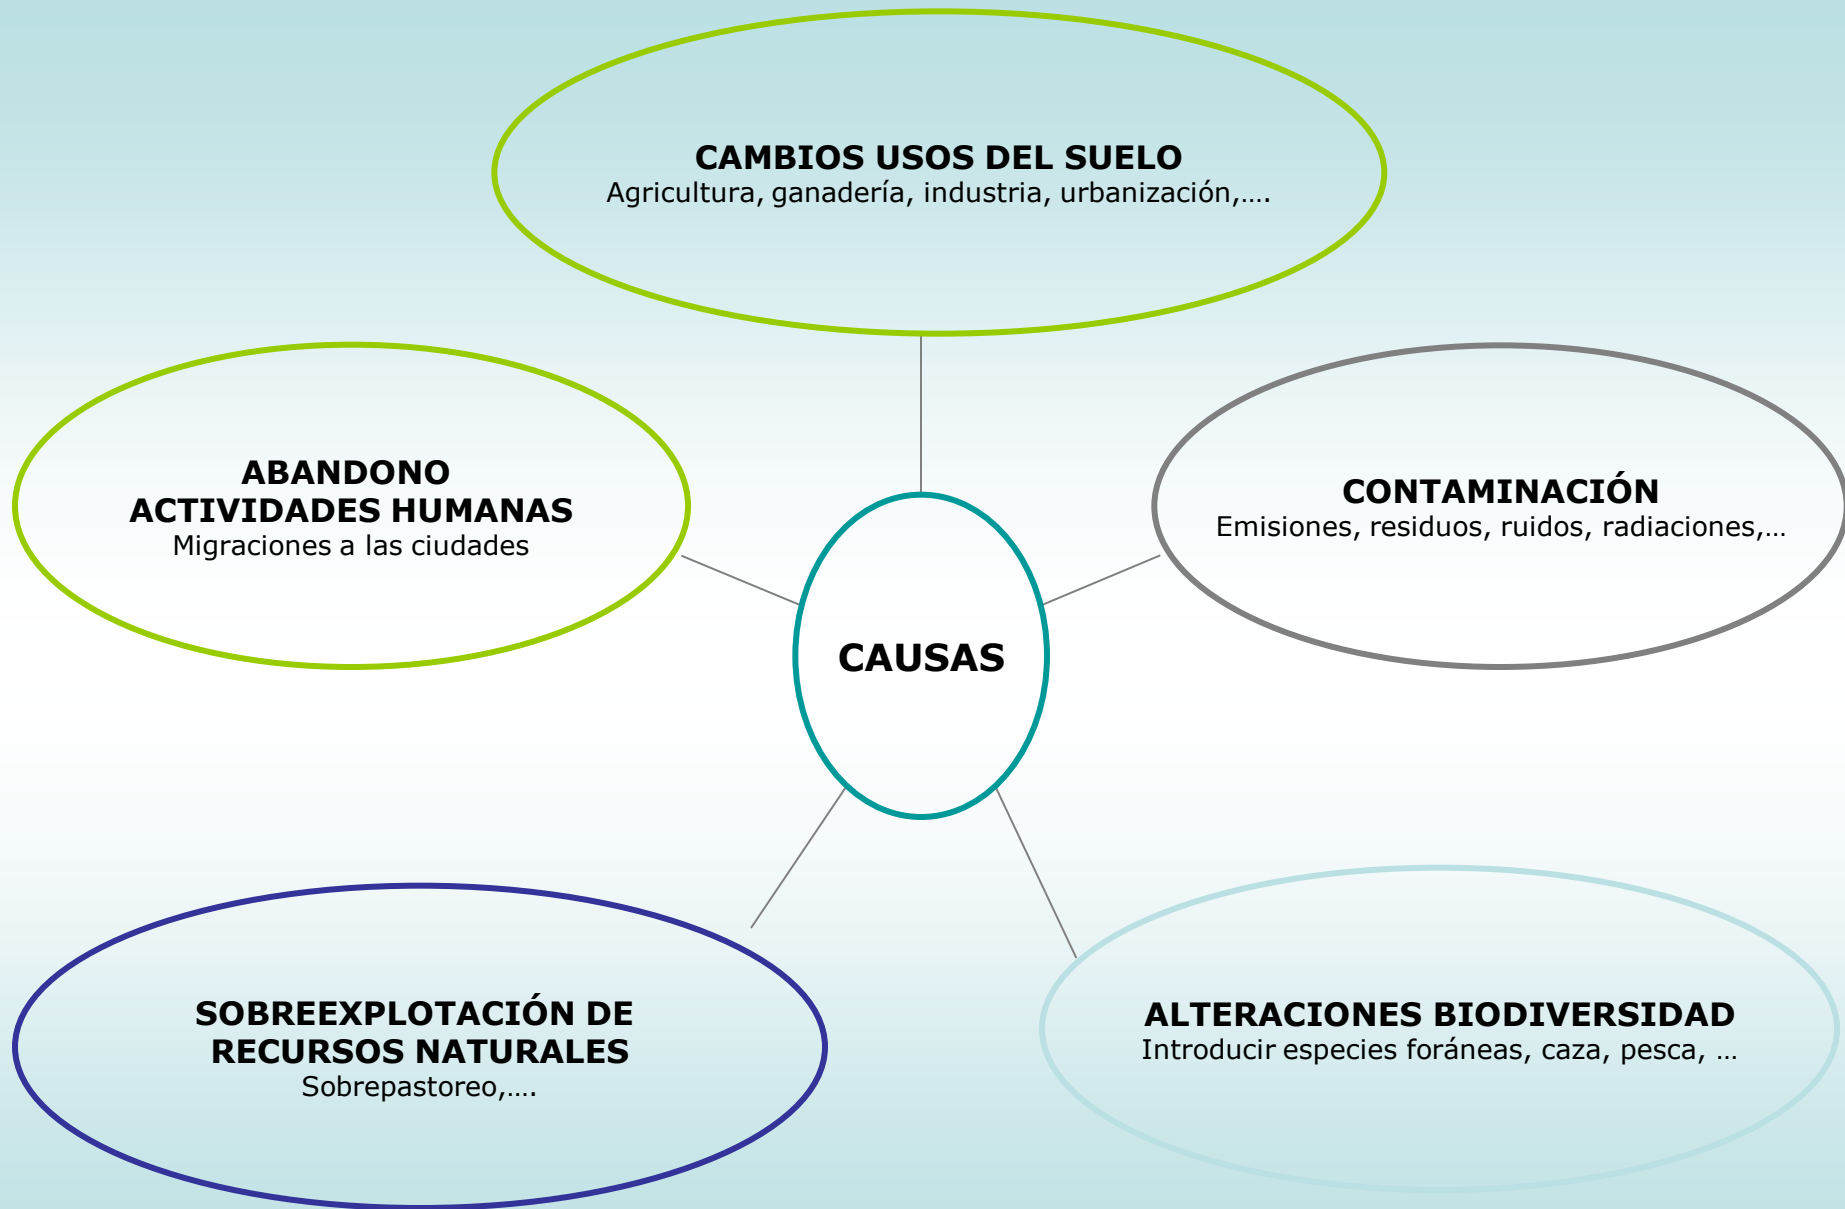 CAMBIOS USOS DEL SUELO
Agricultura, ganadería, industria, urbanización,....
ABANDONO
ACTIVIDADES HUMANAS
Migraciones a las ciudades
CONTAMINACIÓN
Emisiones, residuos, ruidos, radiaciones,...
CAUSAS
SOBREEXPLOTACIÓN DE
RECURSOS NATURALES
Sobrepastoreo,....
ALTERACIONES BIODIVERSIDAD
Introducir especies foráneas, caza, pesca, ...